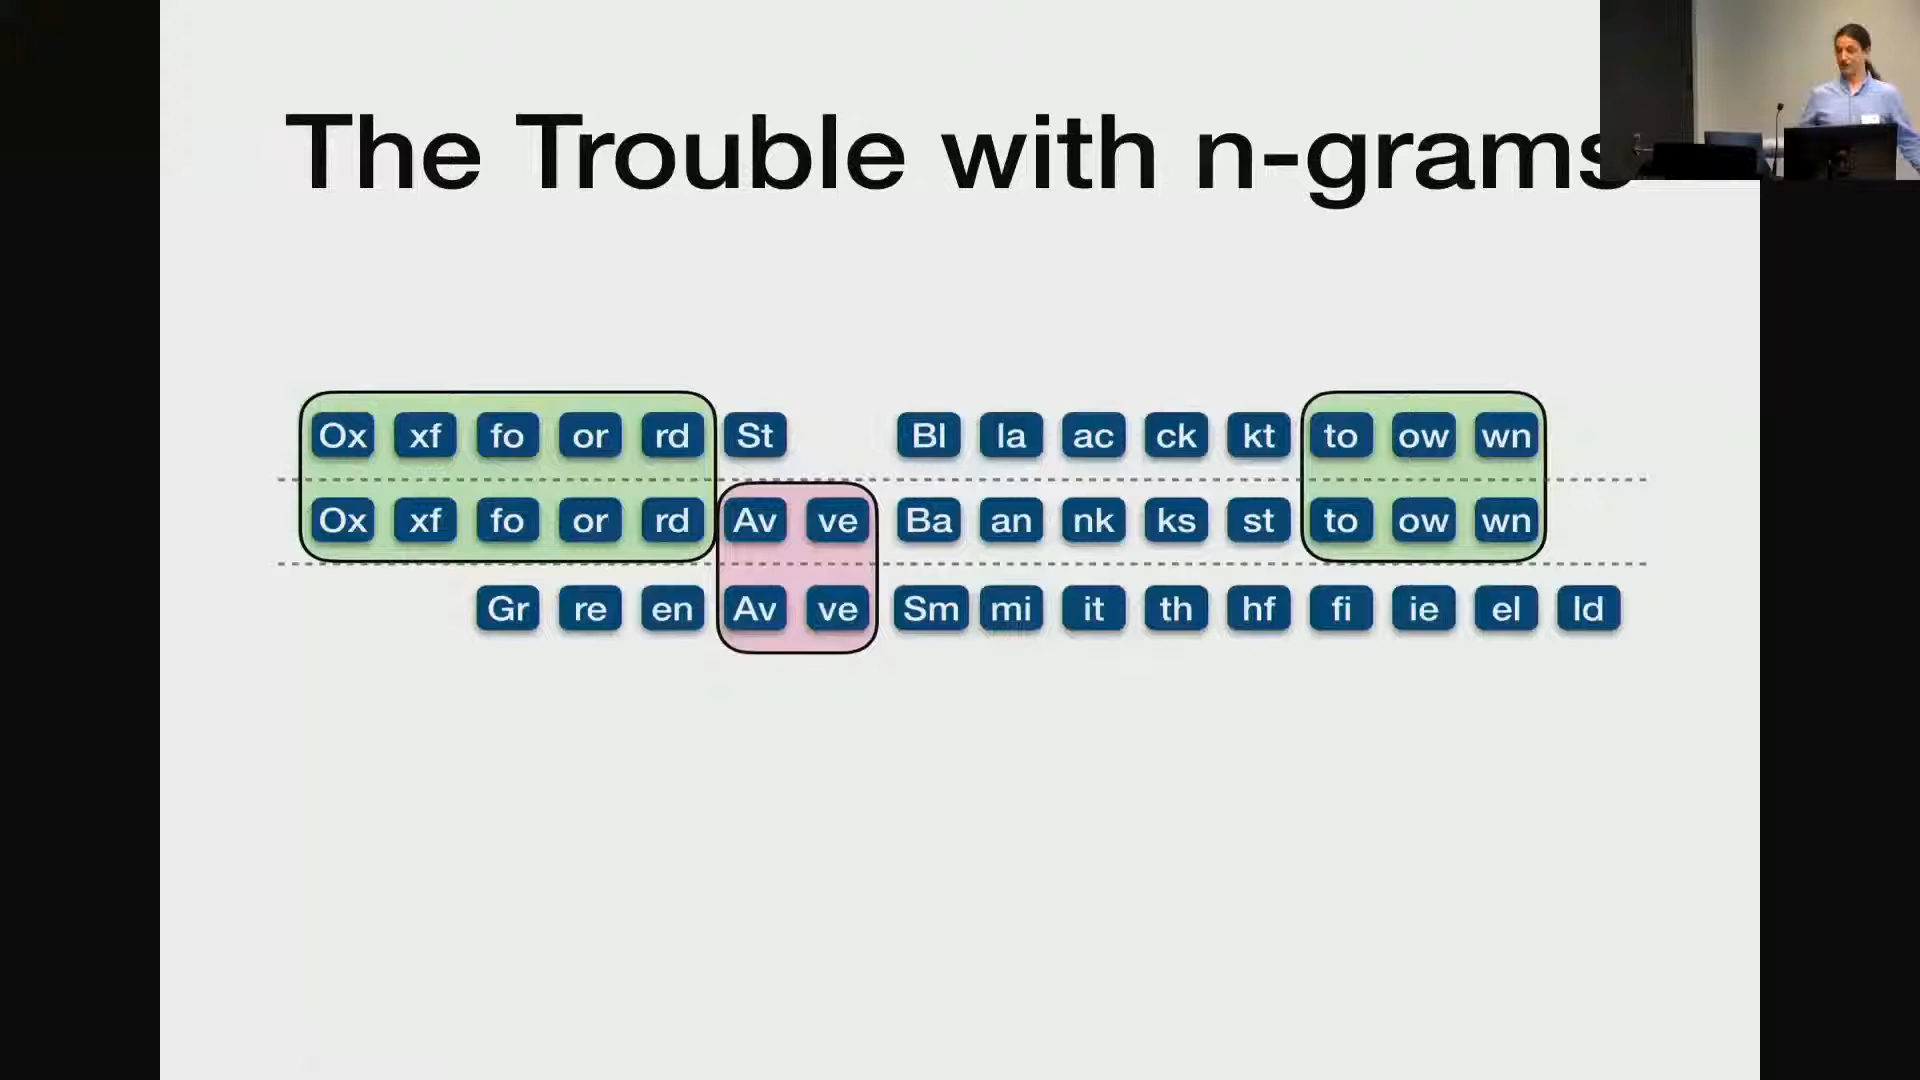 The Trouble with n-grams
Ox xf fo or rd St Bl la ac ck kt to ow wn
Ox xf fo or rd Av ve Ba an nk ks st to ow wn
Gr re en Av ve Sm mi it th hf fi ie el ld